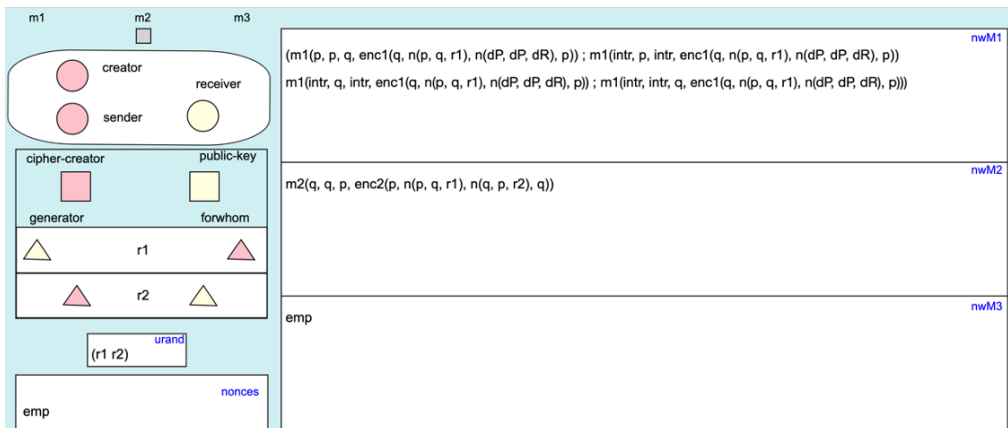 m1 m2 m3
creator
receiver
sender
cipher-creator public-key
generator forwhom
r1
r2
urand
(r1 r2)
nonces
emp
nwM1
(m1(p, p, q, enc1(q, n(p, q, r1), n(dP, dP, dR), p)) ; m1(intr, p, intr, enc1(q, n(p, q, r1), n(dP, dP, dR), p))
m1(intr, q, intr, enc1(q, n(p, q, r1), n(dP, dP, dR), p)) ; m1(intr, intr, q, enc1(q, n(p, q, r1), n(dP, dP, dR), p)))
nwM2
m2(q, q, p, enc2(p, n(p, q, r1), n(q, p, r2), q))
nwM3
emp